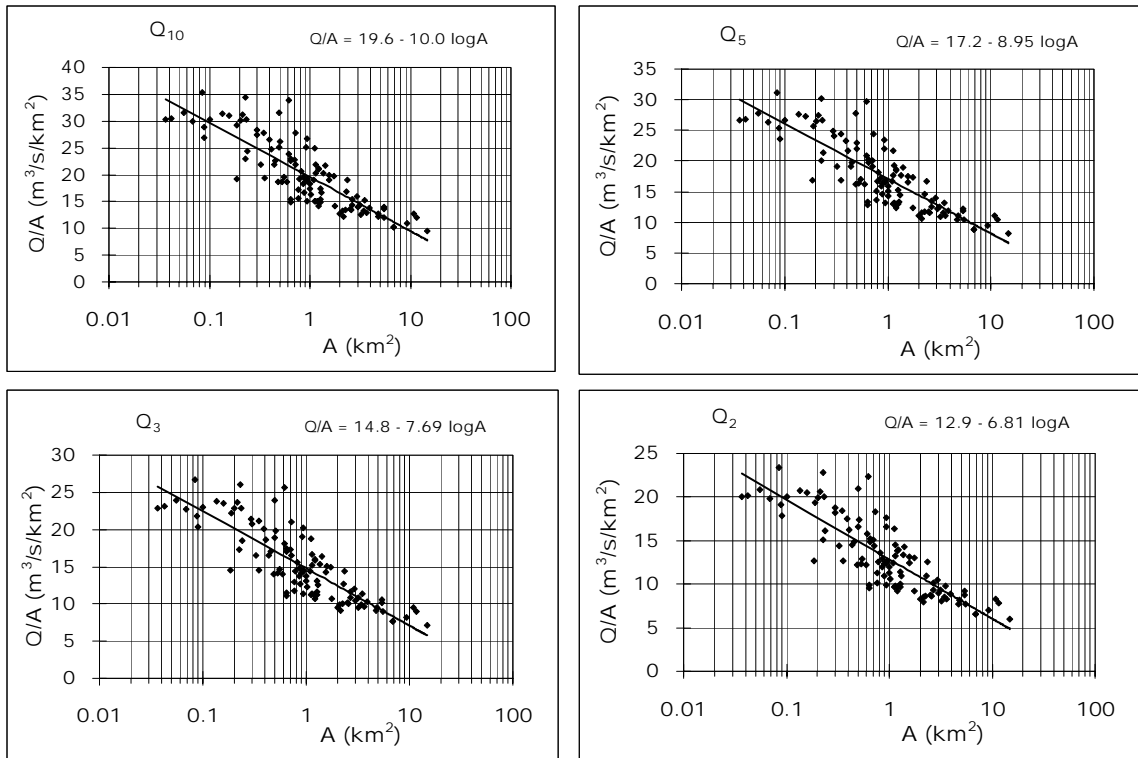 Q₁₀
Q/A = 19.6 - 10.0 logA
Q/A (m³/s/km²)
40
35
30
25
20
15
10
5
0
0.01 0.1 1 10 100
A (km²)
Q₅
Q/A = 17.2 - 8.95 logA
Q/A (m³/s/km²)
35
30
25
20
15
10
5
0
0.01 0.1 1 10 100
A (km²)
Q₃
Q/A = 14.8 - 7.69 logA
Q/A (m³/s/km²)
30
25
20
15
10
5
0
0.01 0.1 1 10 100
A (km²)
Q₂
Q/A = 12.9 - 6.81 logA
Q/A (m³/s/km²)
25
20
15
10
5
0
0.01 0.1 1 10 100
A (km²)